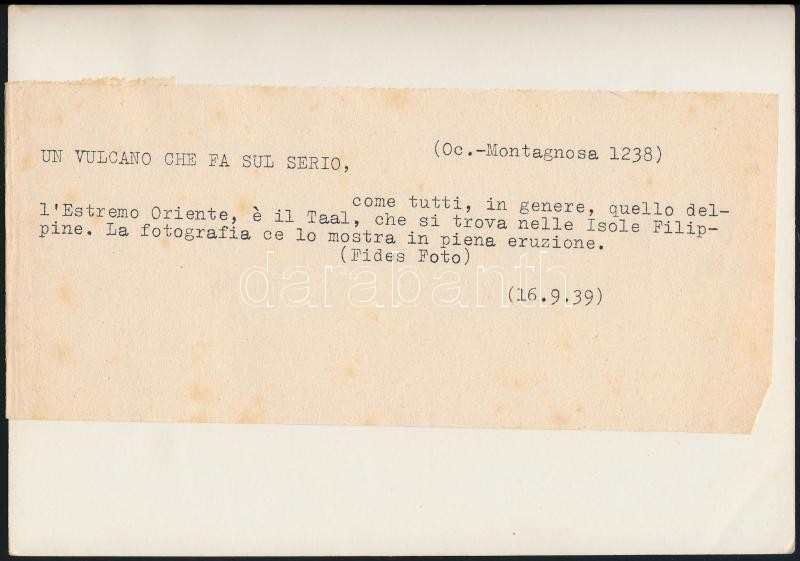 UN VULCANO CHE FA SUL SERIO, (Oc.-Montagnosa 1238)
come tutti, in genere, quello del-
l'Estremo Oriente, è il Taal, che si trova nelle Isole Filip-
pine. La fotografia ce lo mostra in piena eruzione.
(Fides Foto)
darabanth
(16.9.39)